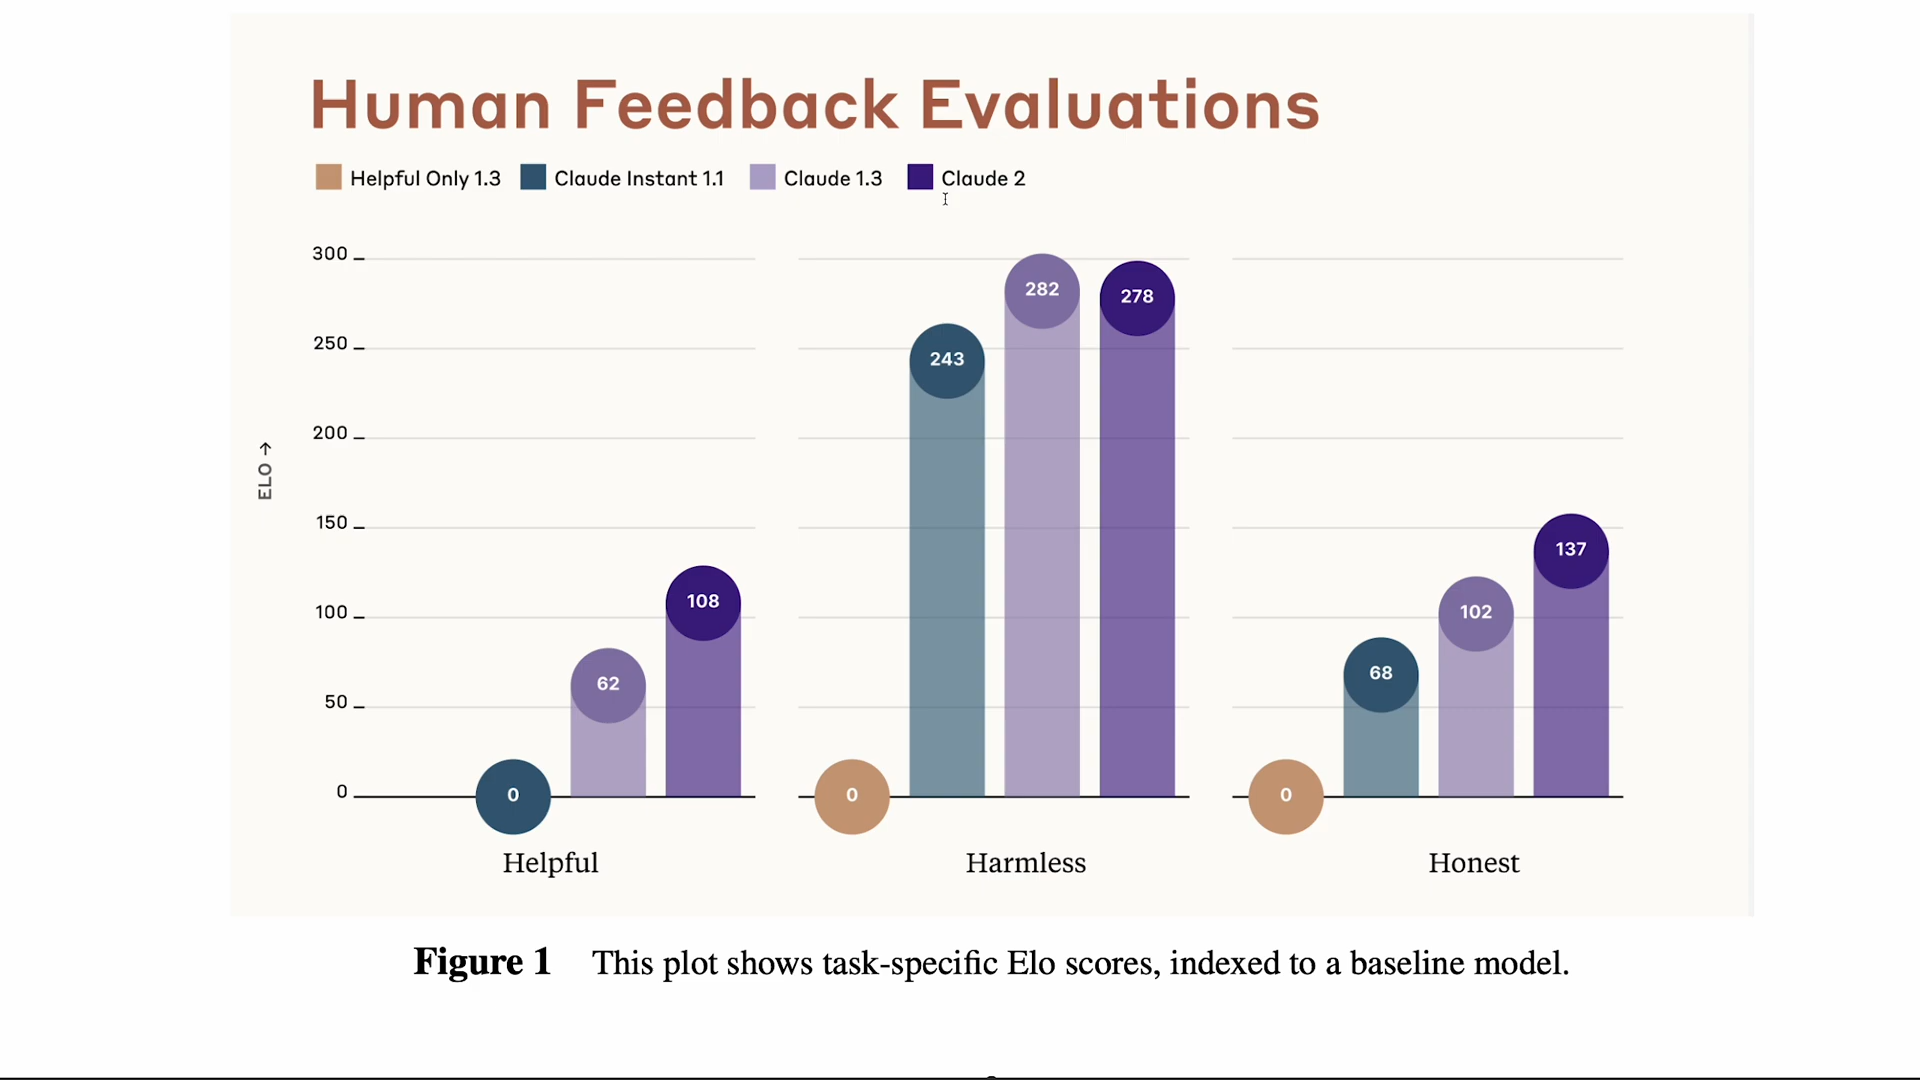 Human Feedback Evaluations
Helpful Only 1.3 Claude Instant 1.1 Claude 1.3 Claude 2
ELO →
300
250
200
150
100
50
0
0
62
108
Helpful
0
243
282
278
Harmless
0
68
102
137
Honest
Figure 1 This plot shows task-specific Elo scores, indexed to a baseline model.